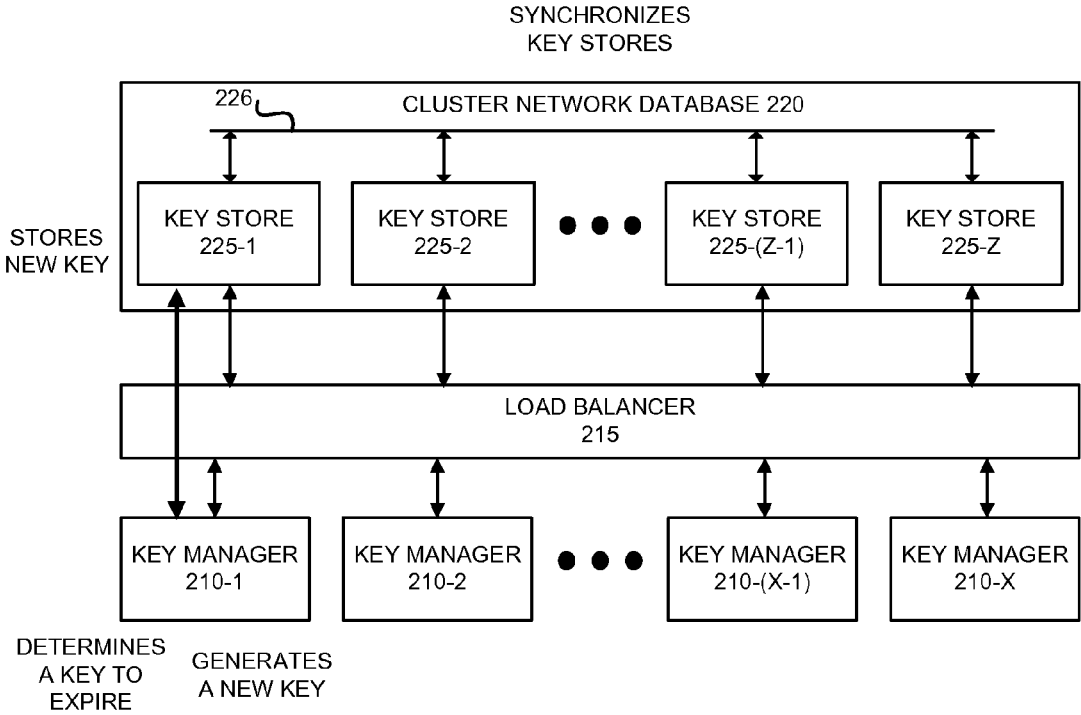 SYNCHRONIZES
KEY STORES
226
CLUSTER NETWORK DATABASE 220
KEY STORE
225-1
KEY STORE
225-2
KEY STORE
225-(Z-1)
KEY STORE
225-Z
STORES
NEW KEY
LOAD BALANCER
215
KEY MANAGER
210-1
KEY MANAGER
210-2
KEY MANAGER
210-(X-1)
KEY MANAGER
210-X
DETERMINES
A KEY TO
EXPIRE
GENERATES
A NEW KEY